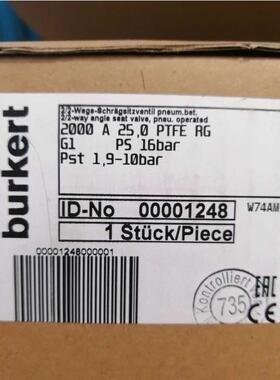 burkert
2/2-Wege-Schrägsitzventil pneum.bet.
2/2-way angle seat valve, pneu. operated
2000 A 25,0 PTFE RG
G1 PS 16bar
Pst 1,9-10bar
ID-No 00001248
W74AM
1 Stück/Piece
00001248000001
Kontrolliert
735
EAC
CE